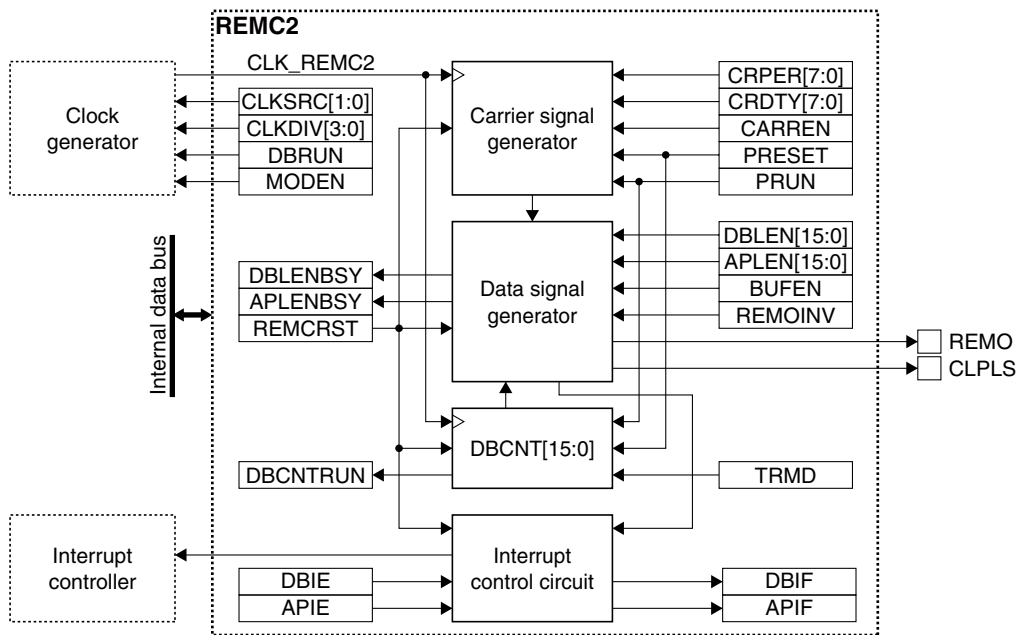 REMC2
CLK_REMC2
Clock
generator
CLKSRC[1:0]
CLKDIV[3:0]
DBRUN
MODEN
Carrier signal
generator
CRPER[7:0]
CRDTY[7:0]
CARREN
PRESET
PRUN
Internal data bus
DBLENBSY
APLENBSY
REMCRST
Data signal
generator
DBLEN[15:0]
APLEN[15:0]
BUFEN
REMOINV
REMO
CLPLS
DBCNTRUN
DBCNT[15:0]
TRMD
Interrupt
controller
DBIE
APIE
Interrupt
control circuit
DBIF
APIF